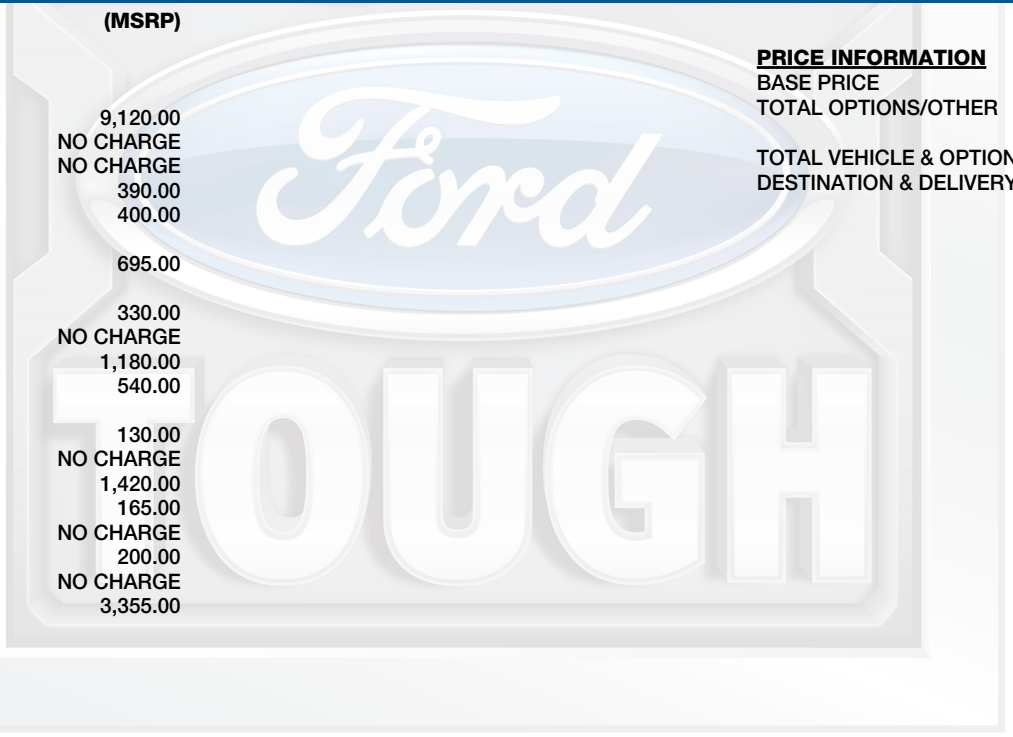 (MSRP)
9,120.00
NO CHARGE
NO CHARGE
390.00
400.00
695.00
330.00
NO CHARGE
1,180.00
540.00
130.00
NO CHARGE
1,420.00
165.00
NO CHARGE
200.00
NO CHARGE
3,355.00
PRICE INFORMATION
BASE PRICE
TOTAL OPTIONS/OTHER
TOTAL VEHICLE & OPTION
DESTINATION & DELIVERY
Ford
TOUGH